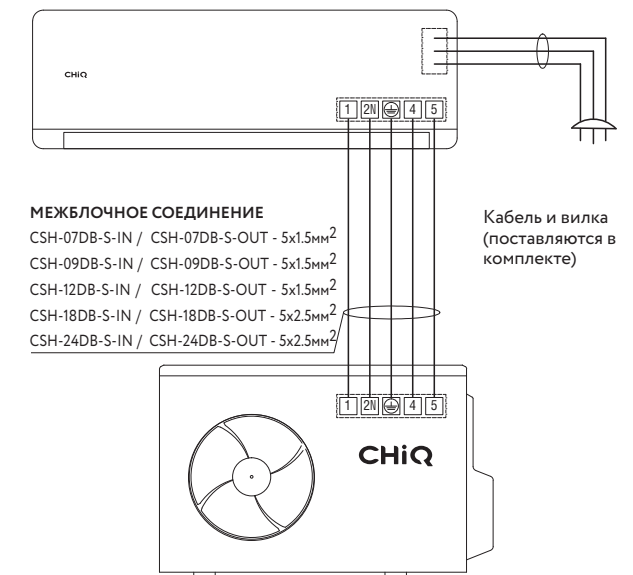 CHiQ
1 2N 4 5
МЕЖБЛОЧНОЕ СОЕДИНЕНИЕ
CSH-07DB-S-IN / CSH-07DB-S-OUT - 5x1.5мм2
CSH-09DB-S-IN / CSH-09DB-S-OUT - 5x1.5мм2
CSH-12DB-S-IN / CSH-12DB-S-OUT - 5x1.5мм2
CSH-18DB-S-IN / CSH-18DB-S-OUT - 5x2.5мм2
CSH-24DB-S-IN / CSH-24DB-S-OUT - 5x2.5мм2
Кабель и вилка
(поставляются в
комплекте)
1 2N 4 5
CHiQ